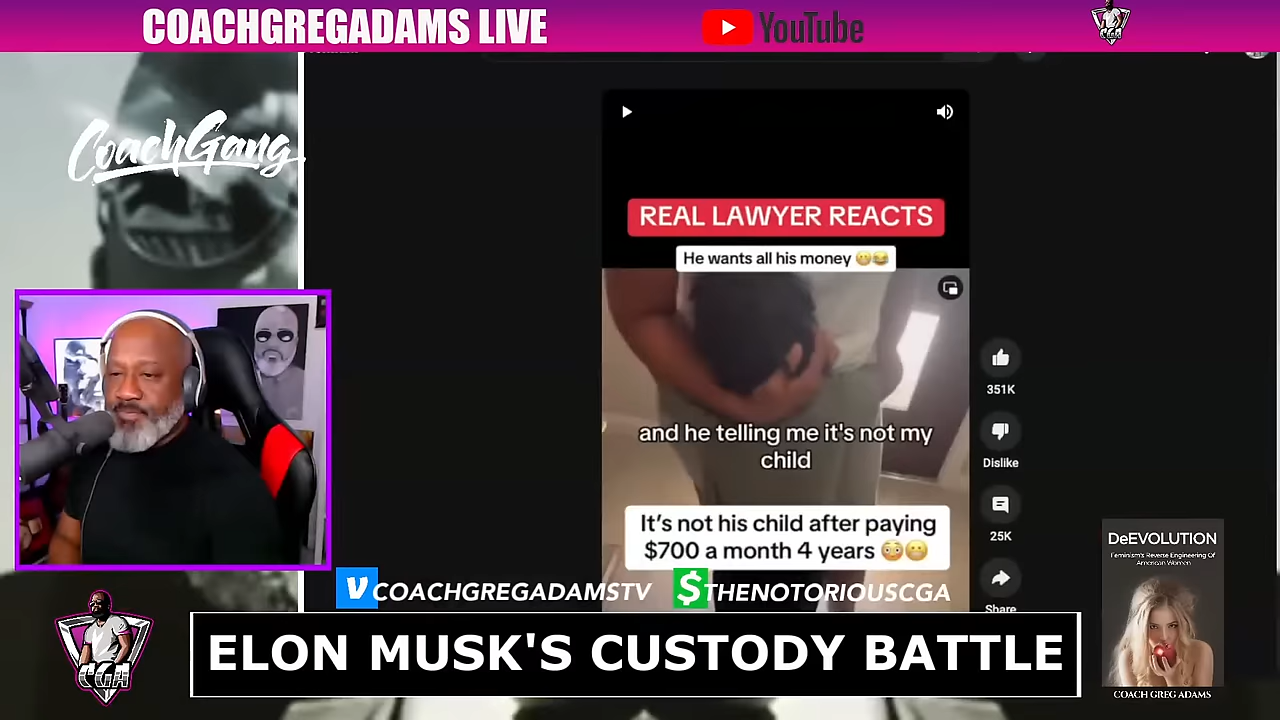 COACHGREGADAMS LIVE
YouTube
CGA
CoachGang
REAL LAWYER REACTS
He wants all his money 😬😂
and he telling me it's not my
child
It's not his child after paying
$700 a month 4 years 😳😬
351K
Dislike
25K
Share
V COACHGREGADAMSTV
$ THENOTORIOUSCGA
DeEVOLUTION
Feminism's Reverse Engineering Of
American Women
COACH GREG ADAMS
CGA
ELON MUSK'S CUSTODY BATTLE